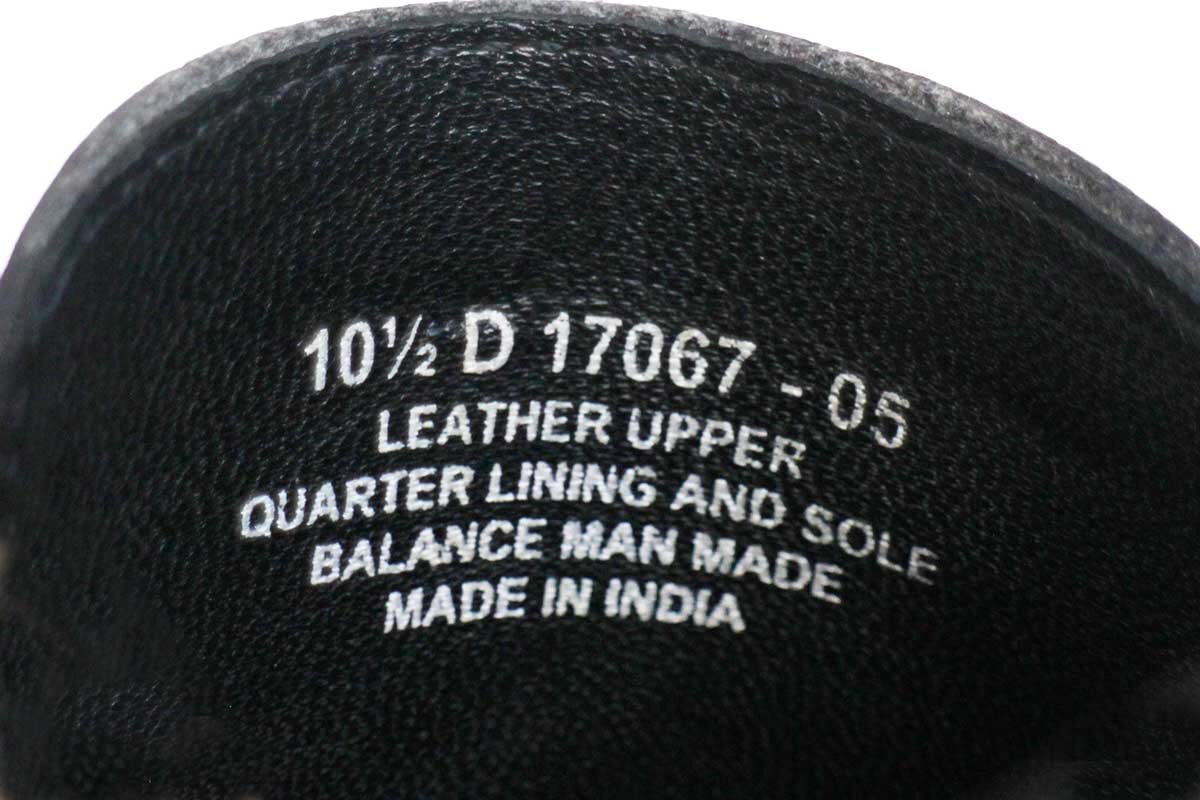 10½ D 17067 - 05
LEATHER UPPER
QUARTER LINING AND SOLE
BALANCE MAN MADE
MADE IN INDIA